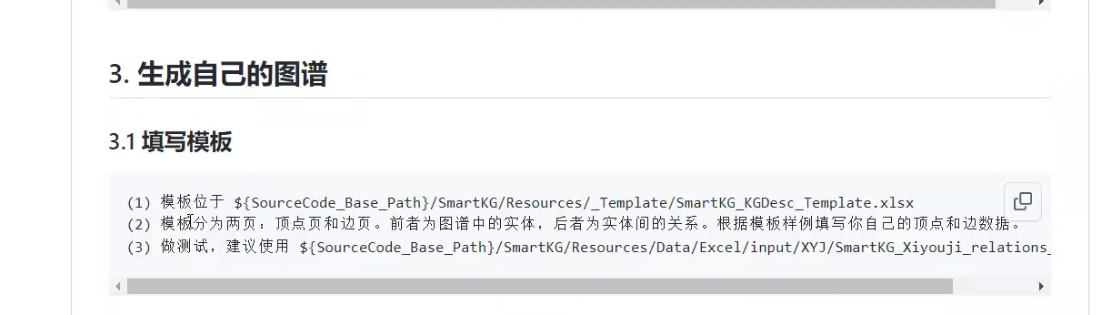 3. 生成自己的图谱
3.1 填写模板
(1) 模板位于 ${SourceCode_Base_Path}/SmartKG/Resources/_Template/SmartKG_KGDesc_Template.xlsx
(2) 模板分为两页：顶点页和边页。前者为图谱中的实体，后者为实体间的关系。根据模板样例填写你自己的顶点和边数据。
(3) 做测试，建议使用 ${SourceCode_Base_Path}/SmartKG/Resources/Data/Excel/input/XYJ/SmartKG_Xiyouji_relations_